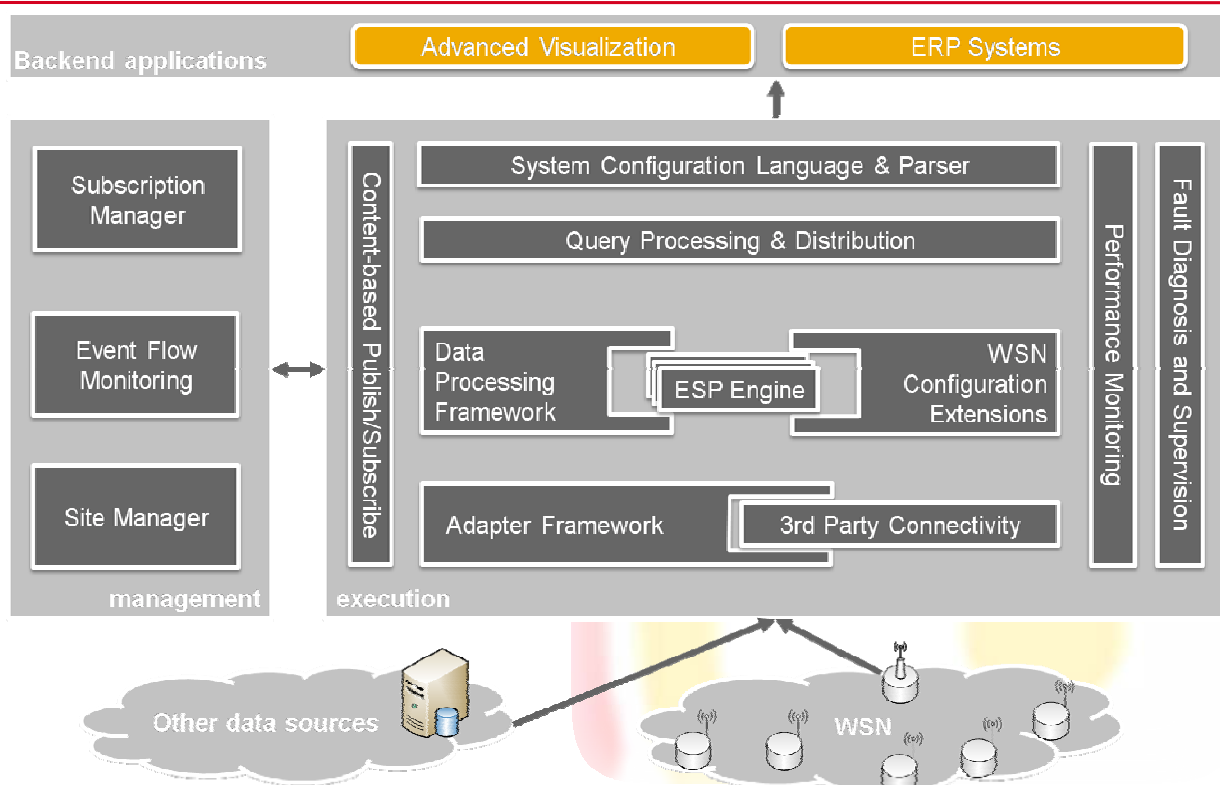 Advanced Visualization
ERP Systems
Backend applications
Subscription
Manager
Event Flow
Monitoring
Site Manager
management
Content-based Publish/Subscribe
System Configuration Language & Parser
Query Processing & Distribution
Data
Processing
Framework
ESP Engine
WSN
Configuration
Extensions
Adapter Framework
3rd Party Connectivity
Performance Monitoring
Fault Diagnosis and Supervision
execution
Other data sources
WSN